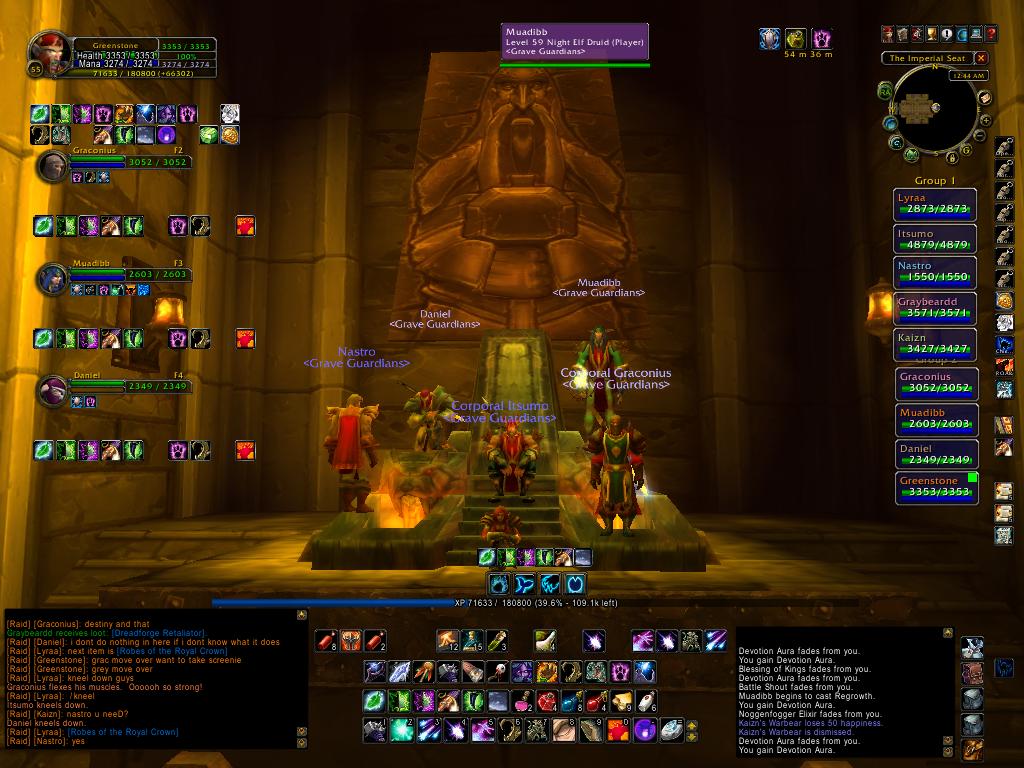 Greenstone
3353 / 3353
Health 3353 / 3353
100%
Mana 3274 / 3274
3274 / 3274
55
71633 / 180800 (+66302)
Graconius
F2
3052 / 3052
Muadibb
F3
2603 / 2603
Daniel
F4
2349 / 2349
Muadibb
Level 59 Night Elf Druid (Player)
<Grave Guardians>
54 m 36 m
The Imperial Seat
12:44 AM
Group 1
Lyraa
2873/2873
Itsumo
4879/4879
Nastro
1550/1550
Graybeardd
3571/3571
Kaizn
3427/3427
Group 2
Graconius
3052/3052
Muadibb
2603/2603
Daniel
2349/2349
Greenstone
3353/3353
Muadibb
<Grave Guardians>
Daniel
<Grave Guardians>
Nastro
<Grave Guardians>
Corporal Graconius
<Grave Guardians>
Corporal Itsumo
<Grave Guardians>
XP 71633 / 180800 (39.6% - 109.1k left)
[Raid] [Graconius]: destiny and that
Graybeardd receives loot: [Dreadforge Retaliator].
[Raid] [Daniel]: i dont do nothing in here if i dont know what it does
[Raid] [Lyraa]: next item is [Robes of the Royal Crown]
[Raid] [Greenstone]: grac move over want to take screenie
[Raid] [Greenstone]: grey move over
[Raid] [Lyraa]: kneel down guys
Graconius flexes his muscles.  Oooooh so strong!
[Raid] [Lyraa]: /kneel
Itsumo kneels down.
[Raid] [Kaizn]: nastro u neeD?
Daniel kneels down.
[Raid] [Lyraa]: [Robes of the Royal Crown]
[Raid] [Nastro]: yes
Devotion Aura fades from you.
You gain Devotion Aura.
Blessing of Kings fades from you.
Devotion Aura fades from you.
Battle Shout fades from you.
Muadibb begins to cast Regrowth.
You gain Devotion Aura.
Noggenfogger Elixir fades from you.
Kaizn's Warbear loses 50 happiness.
Kaizn's Warbear is dismissed.
Devotion Aura fades from you.
You gain Devotion Aura.